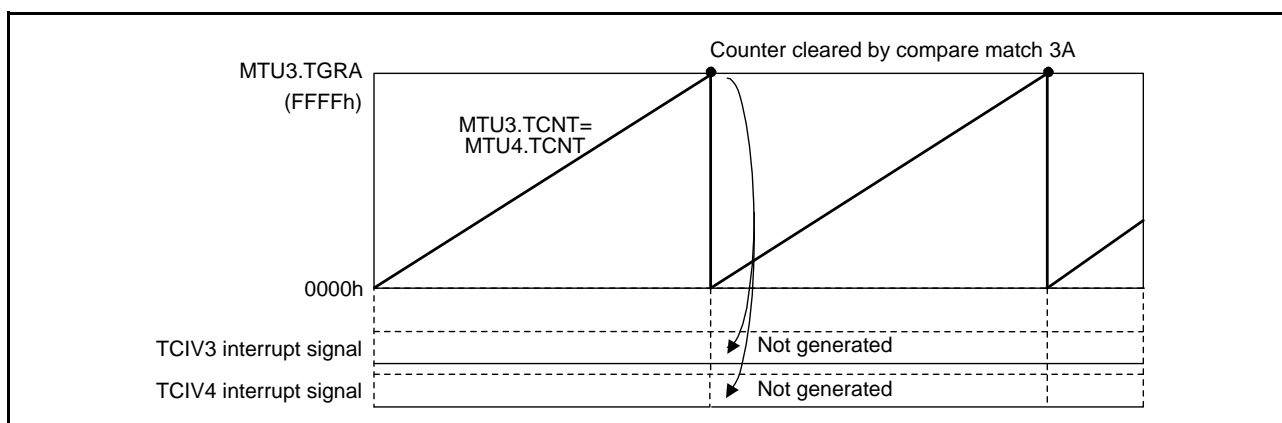 Counter cleared by compare match 3A
MTU3.TGRA
(FFFFh)
MTU3.TCNT=
MTU4.TCNT
0000h
TCIV3 interrupt signal
Not generated
TCIV4 interrupt signal
Not generated